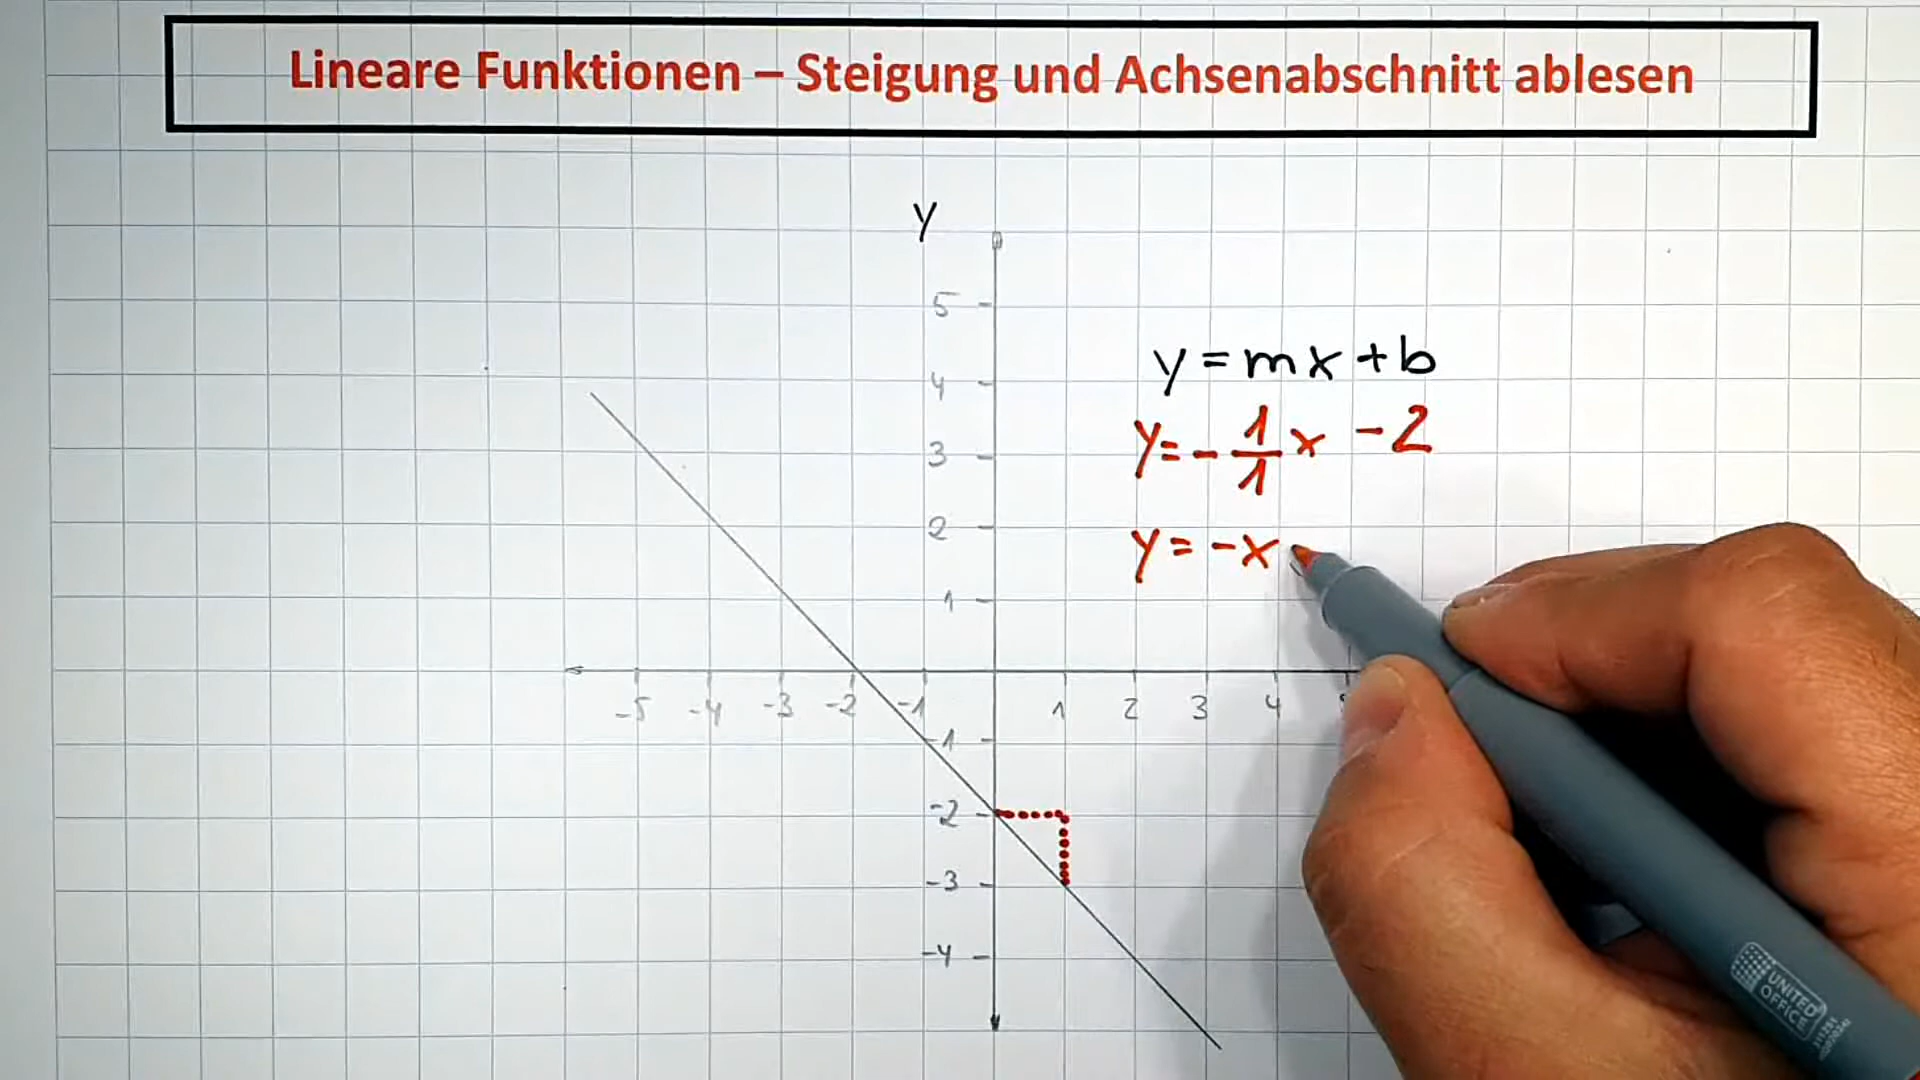 Lineare Funktionen – Steigung und Achsenabschnitt ablesen
y
5
4
3
2
1
-5 -4 -3 -2 -1 1 2 3 4
-1
-2
-3
-4
y = mx + b
y = - 1/1 x - 2
y = -x
UNITED
OFFICE